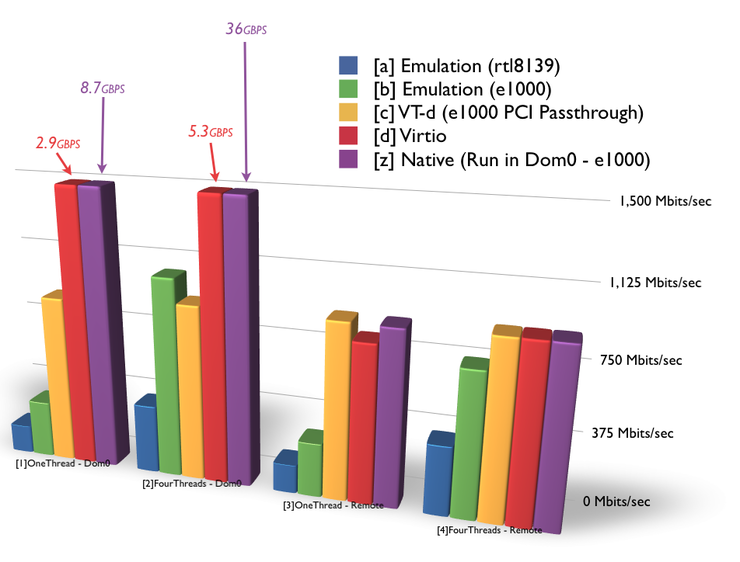 36GBPS
8.7GBPS
2.9GBPS
5.3GBPS
[a] Emulation (rtl8139)
[b] Emulation (e1000)
[c] VT-d (e1000 PCI Passthrough)
[d] Virtio
[z] Native (Run in Dom0 - e1000)
1,500 Mbits/sec
1,125 Mbits/sec
750 Mbits/sec
375 Mbits/sec
0 Mbits/sec
[1]OneThread - Dom0
[2]FourThreads - Dom0
[3]OneThread - Remote
[4]FourThreads - Remote